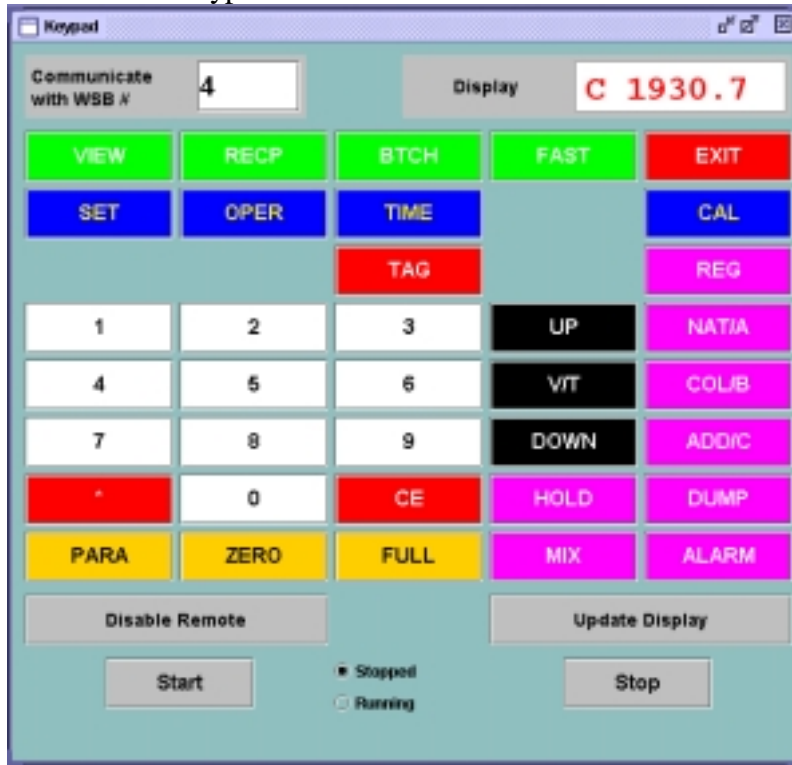 Keypad
Communicate with WSB # 4 Display C 1930.7
VIEW RECP BTCH FAST EXIT
SET OPER TIME CAL
TAG REG
1 2 3 UP NAT/A
4 5 6 V/T COL/B
7 8 9 DOWN ADD/C
* 0 CE HOLD DUMP
PARA ZERO FULL MIX ALARM
Disable Remote Update Display
Start Stopped Stop
Running